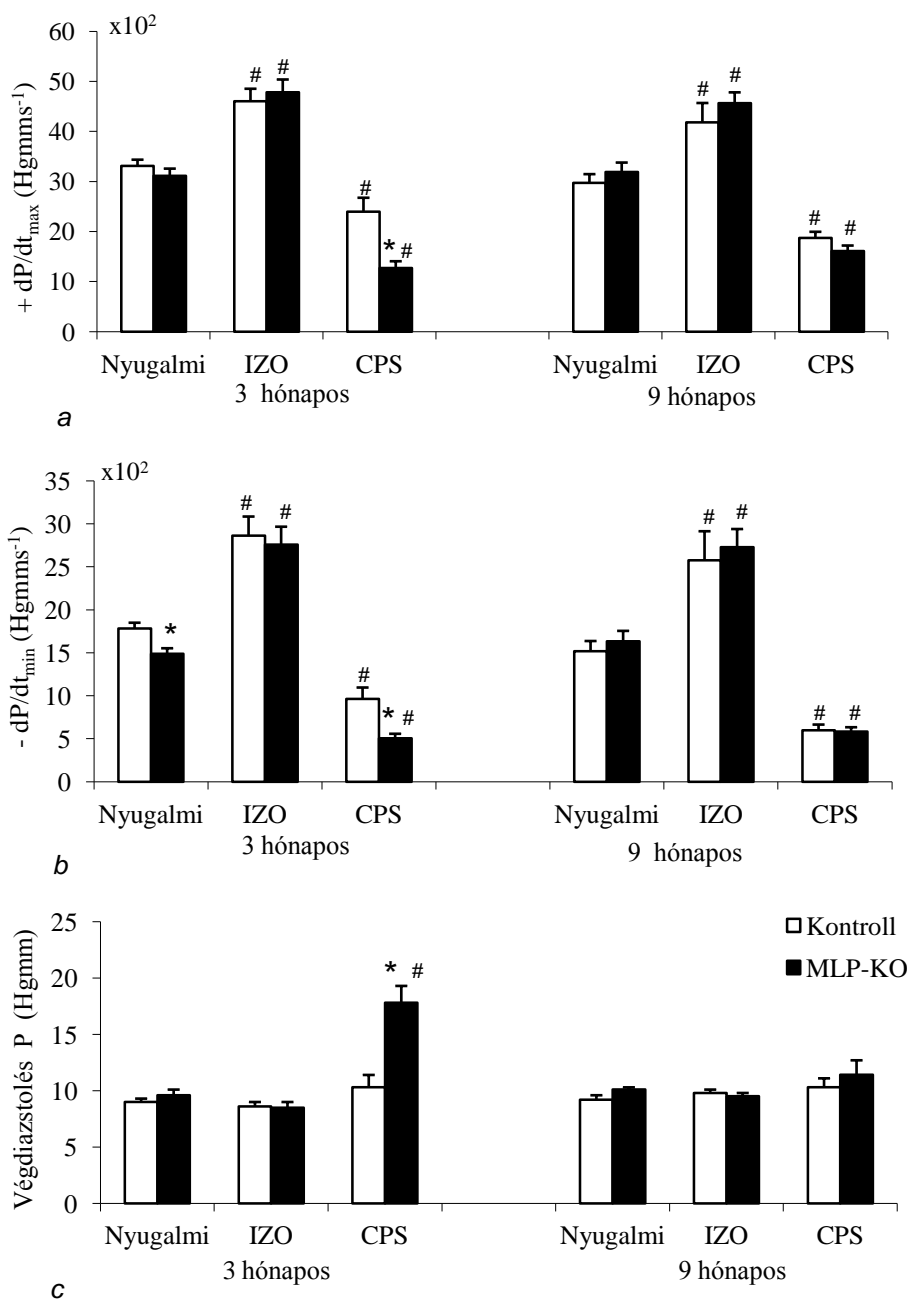 x10²
+ dP/dt_max (Hgmms⁻¹)
60
50
40
30
20
10
0
# # # * # # # # #
Nyugalmi IZO CPS Nyugalmi IZO CPS
3 hónapos 9 hónapos
a
x10²
- dP/dt_min (Hgmms⁻¹)
35
30
25
20
15
10
5
0
* # # # * # # # # #
Nyugalmi IZO CPS Nyugalmi IZO CPS
3 hónapos 9 hónapos
b
Végdiazstolés P (Hgmm)
25
20
15
10
5
0
* #
Kontroll
MLP-KO
Nyugalmi IZO CPS Nyugalmi IZO CPS
3 hónapos 9 hónapos
c